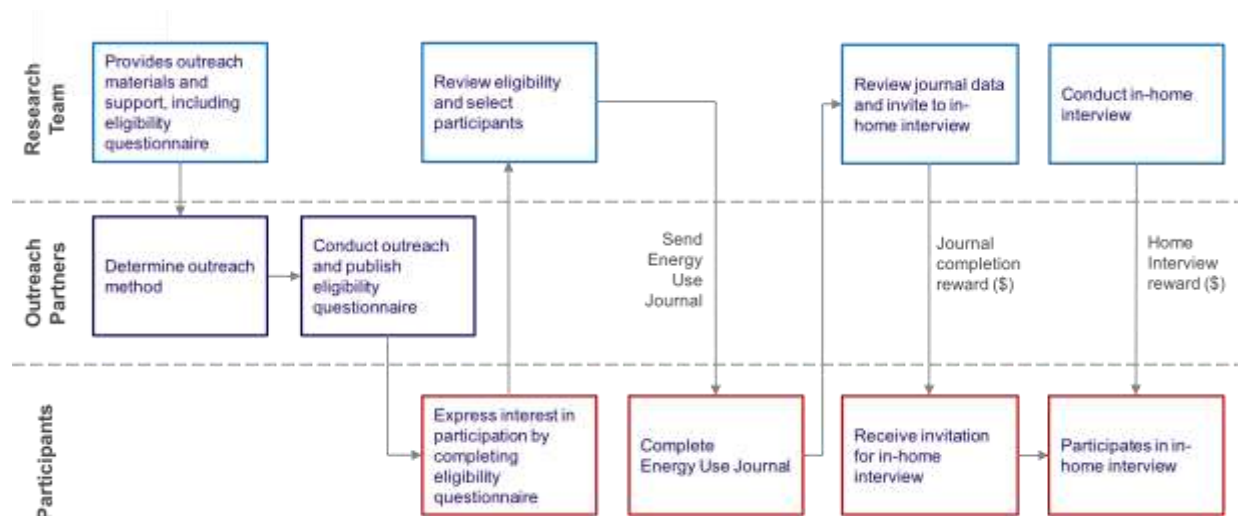 Research
Team
Provides outreach
materials and
support, including
eligibility
questionnaire
Review eligibility
and select
participants
Review journal data
and invite to in-
home interview
Conduct in-home
interview
Outreach
Partners
Determine outreach
method
Conduct outreach
and publish
eligibility
questionnaire
Send
Energy
Use
Journal
Journal
completion
reward ($)
Home
Interview
reward ($)
Participants
Express interest in
participation by
completing
eligibility
questionnaire
Complete
Energy Use Journal
Receive invitation
for in-home
interview
Participates in in-
home interview